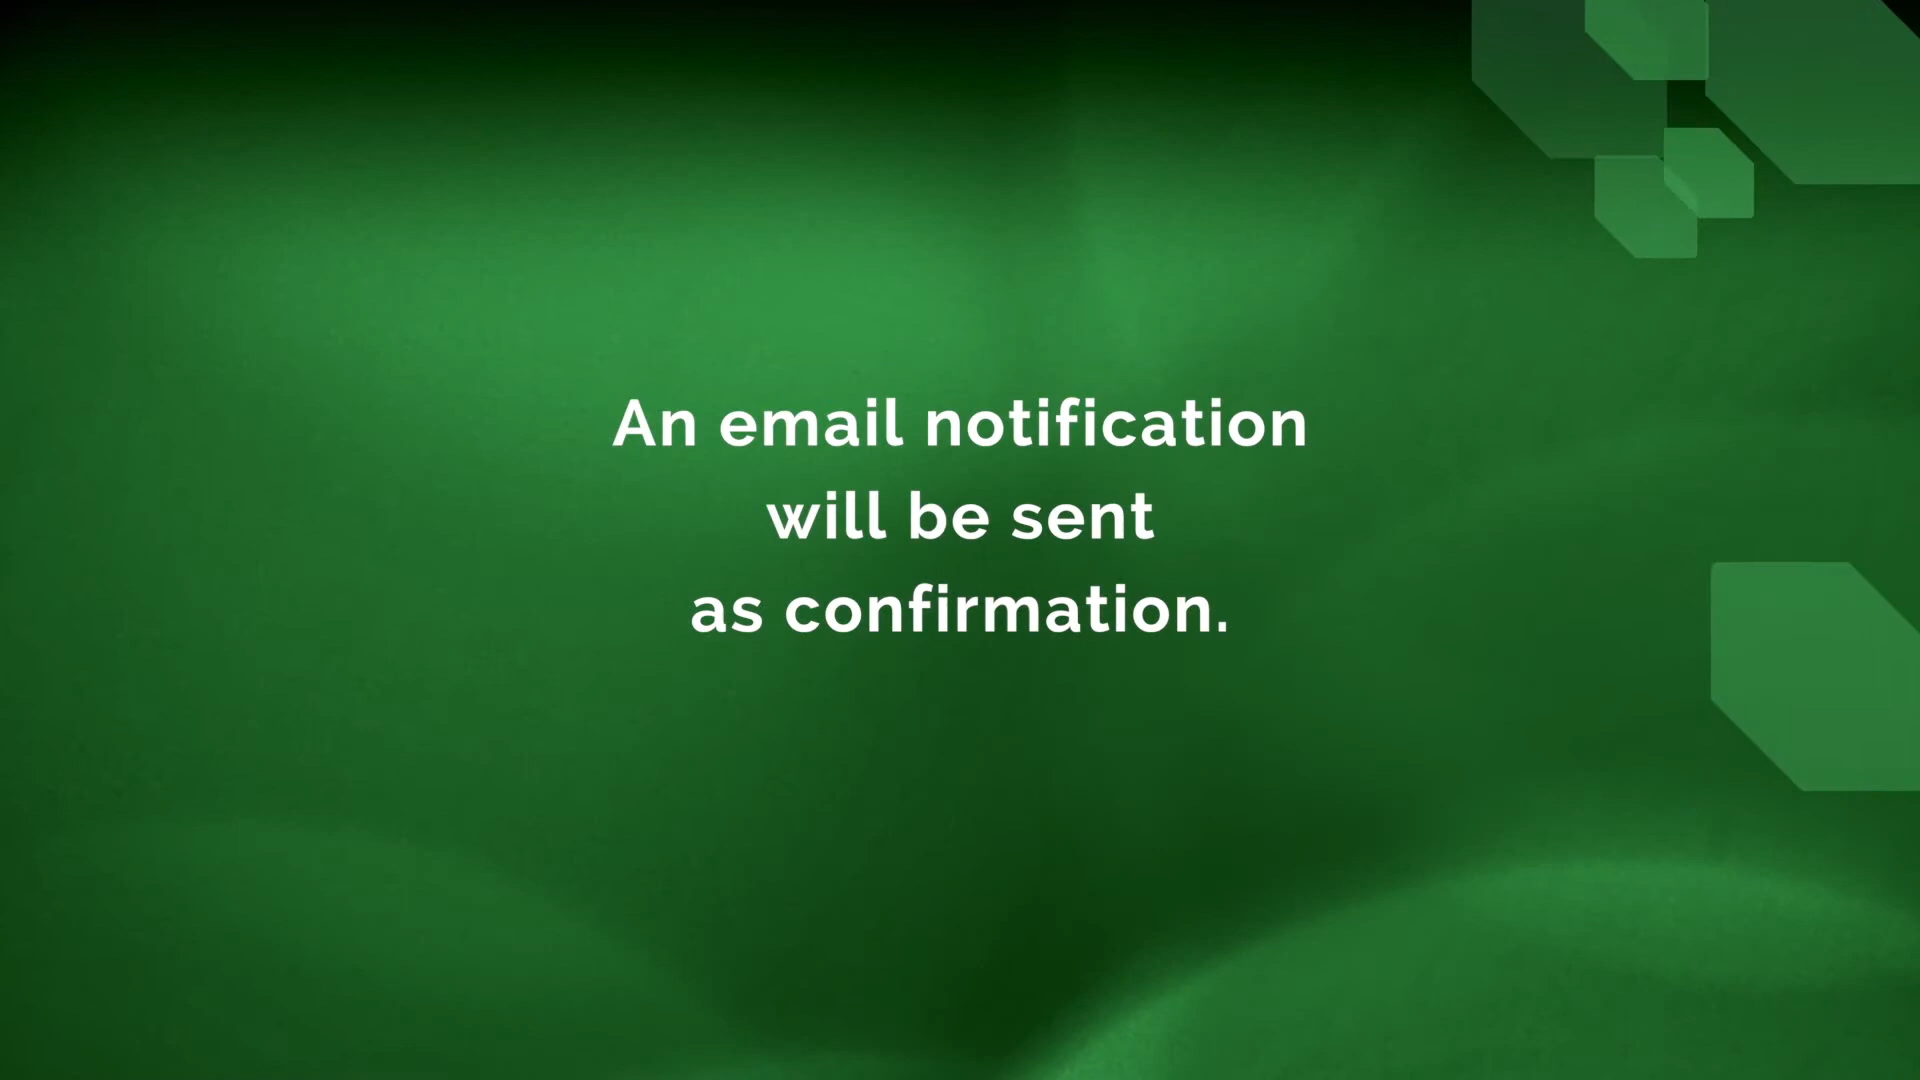 An email notification
will be sent
as confirmation.